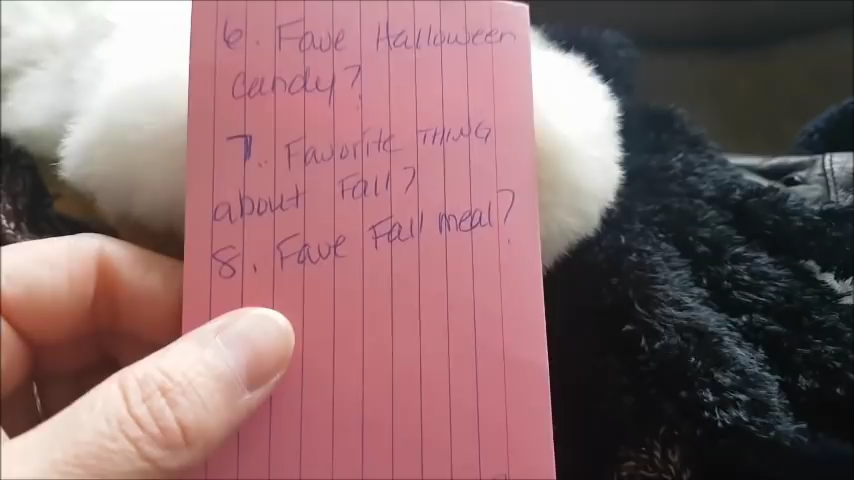 6. Fave Halloween
candy?
7. Favorite THING
about Fall?
8. Fave Fall meal?